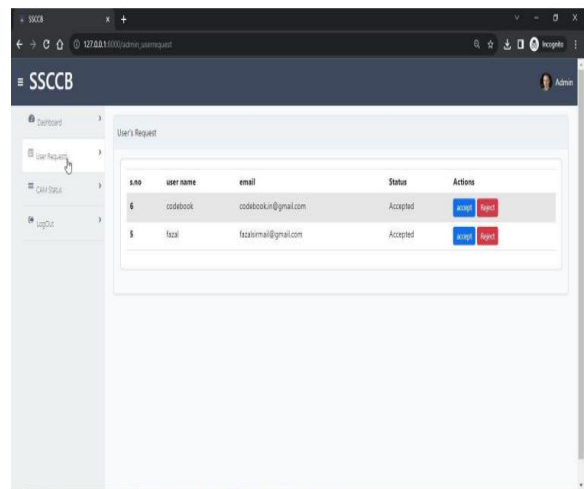 SSCCB
127.0.0.1:8000/admin_userrequest
Incognito
≡ SSCCB
Admin
Dashboard
User Requests
CAM Status
LogOut
User's Request
s.no user name email Status Actions
6 codebook codebook.in@gmail.com Accepted accept Reject
5 fazal fazalsirmail@gmail.com Accepted accept Reject